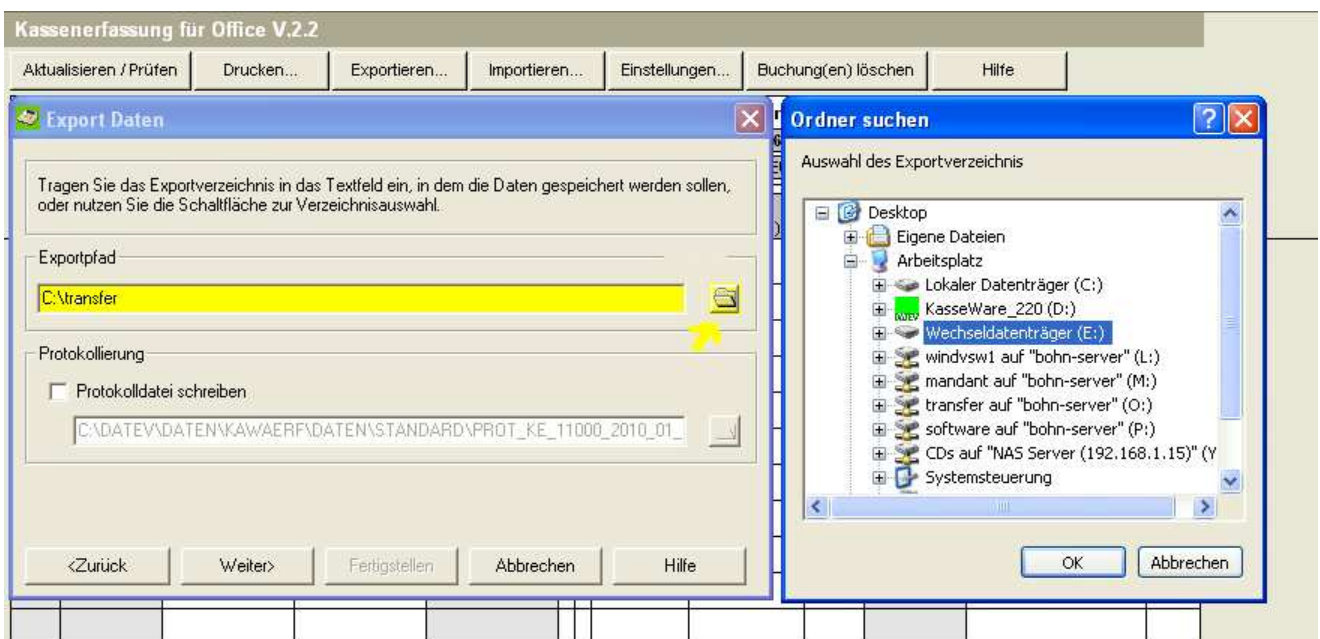 Kassenerfassung für Office V.2.2
Aktualisieren / Prüfen Drucken... Exportieren... Importieren... Einstellungen... Buchung(en) löschen Hilfe
Export Daten
Tragen Sie das Exportverzeichnis in das Textfeld ein, in dem die Daten gespeichert werden sollen,
oder nutzen Sie die Schaltfläche zur Verzeichnisauswahl.
Exportpfad
C:\transfer
Protokollierung
Protokolldatei schreiben
C:\DATEV\DATEN\KAWAERF\DATEN\STANDARD\PROT_KE_11000_2010_01_
<Zurück Weiter> Fertigstellen Abbrechen Hilfe
Ordner suchen
Auswahl des Exportverzeichnis
Desktop
Eigene Dateien
Arbeitsplatz
Lokaler Datenträger (C:)
KasseWare_220 (D:)
Wechseldatenträger (E:)
windvsw1 auf "bohn-server" (L:)
mandant auf "bohn-server" (M:)
transfer auf "bohn-server" (O:)
software auf "bohn-server" (P:)
CDs auf "NAS Server (192.168.1.15)" (Y
Systemsteuerung
OK Abbrechen